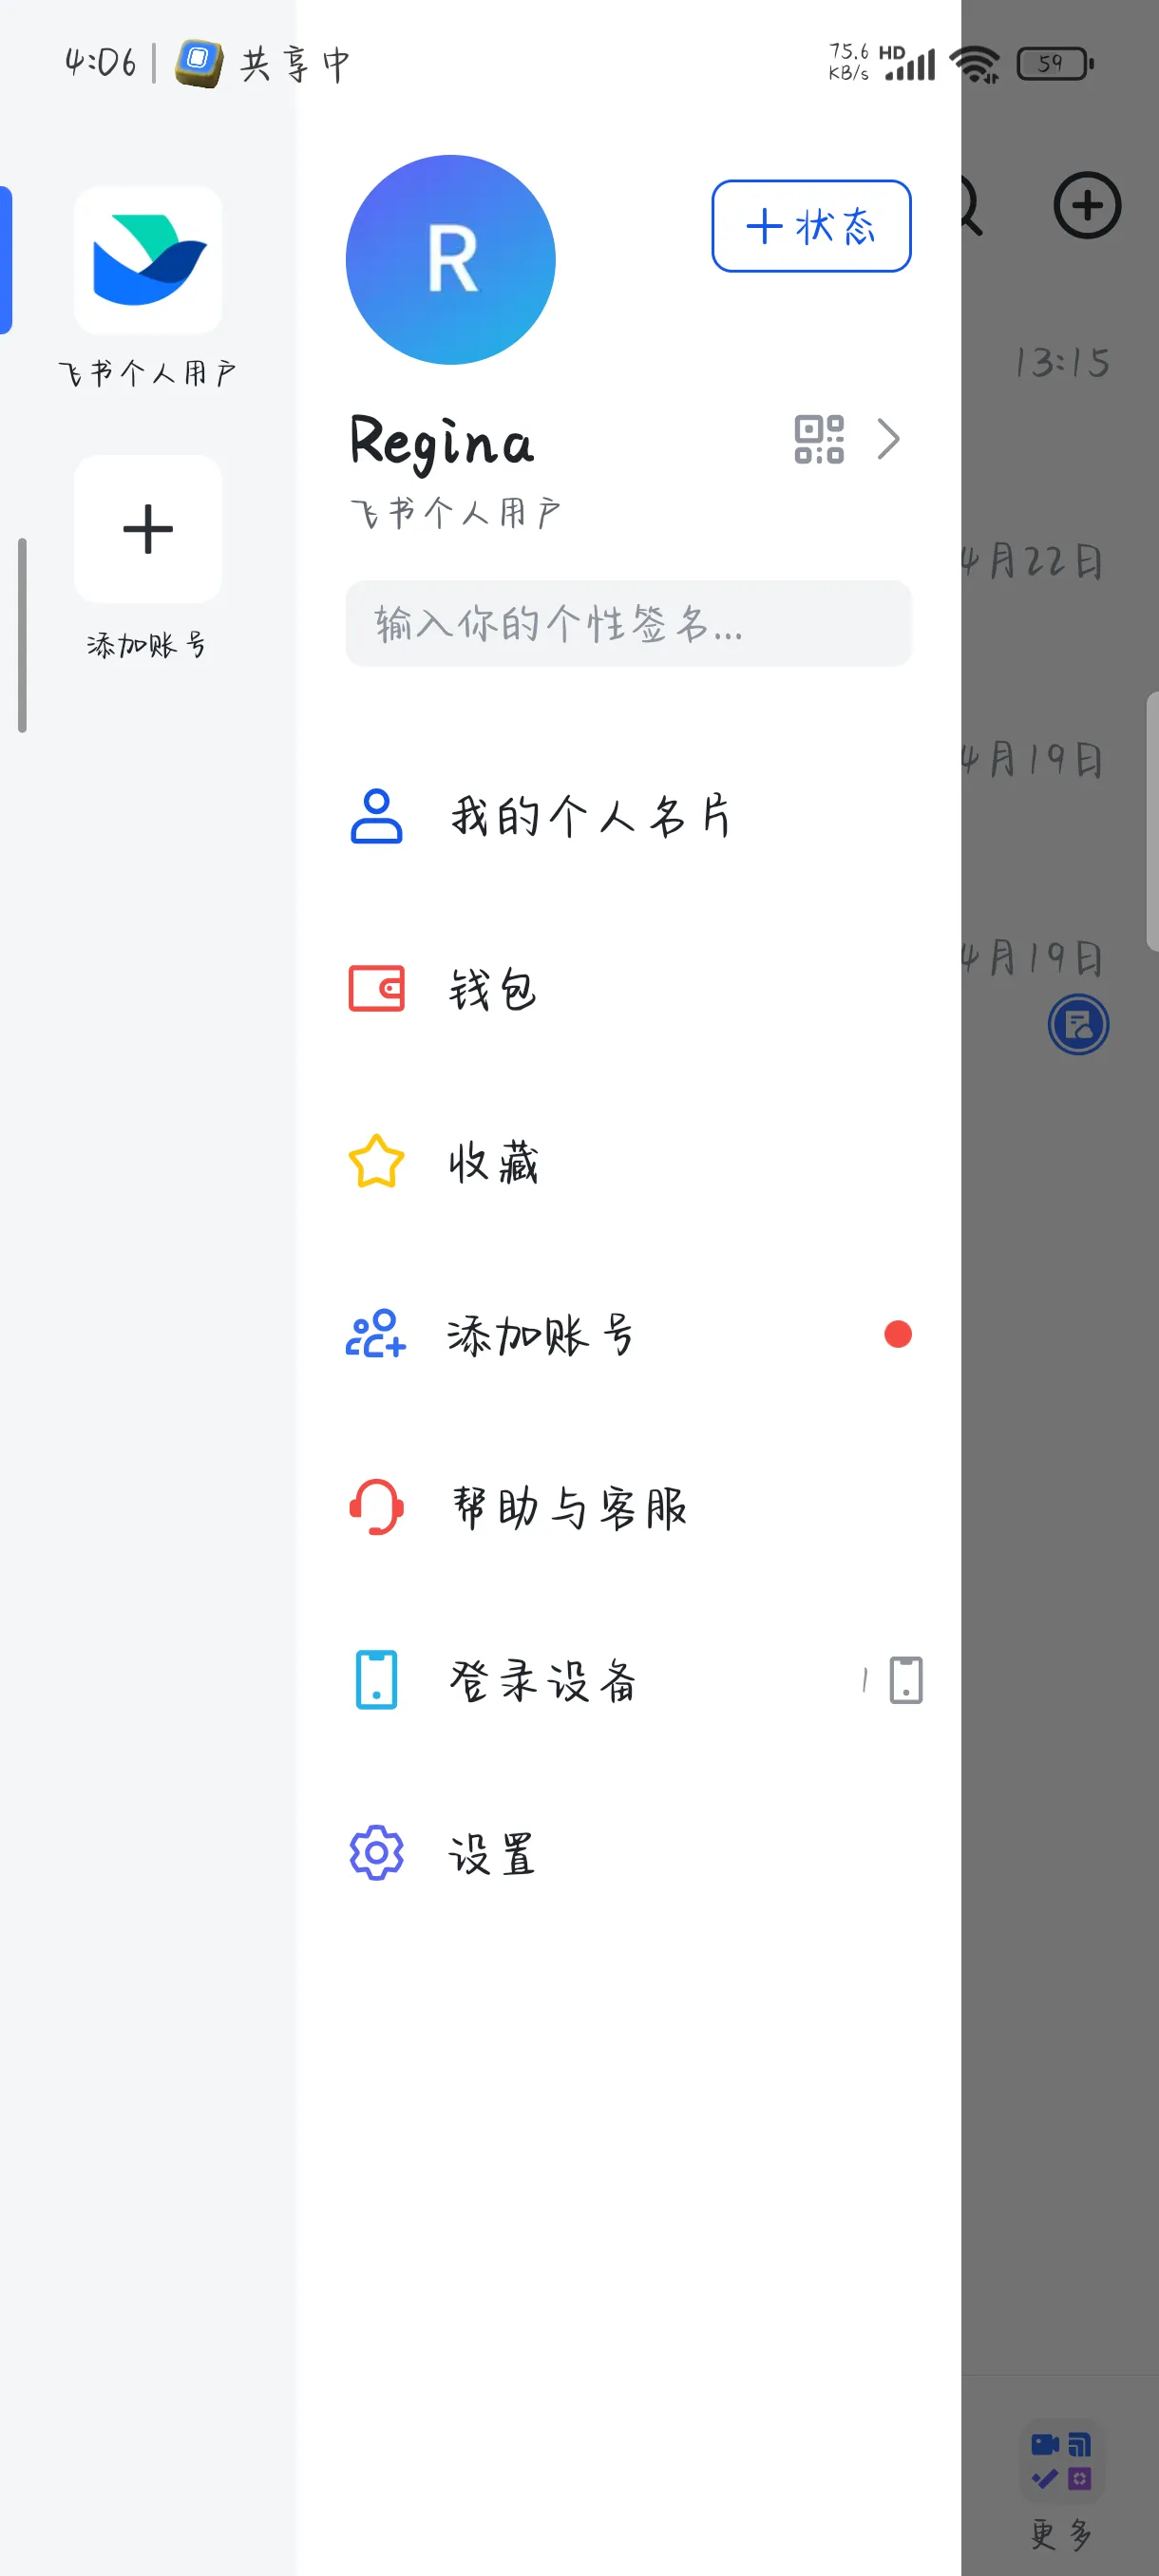 4:06 | 共享中
75.6 KB/s HD 59
R
+ 状态
13:15
飞书个人用户
Regina
飞书个人用户
4月22日
输入你的个性签名...
添加账号
4月19日
我的个人名片
4月19日
钱包
收藏
添加账号
帮助与客服
登录设备 1
设置
更多